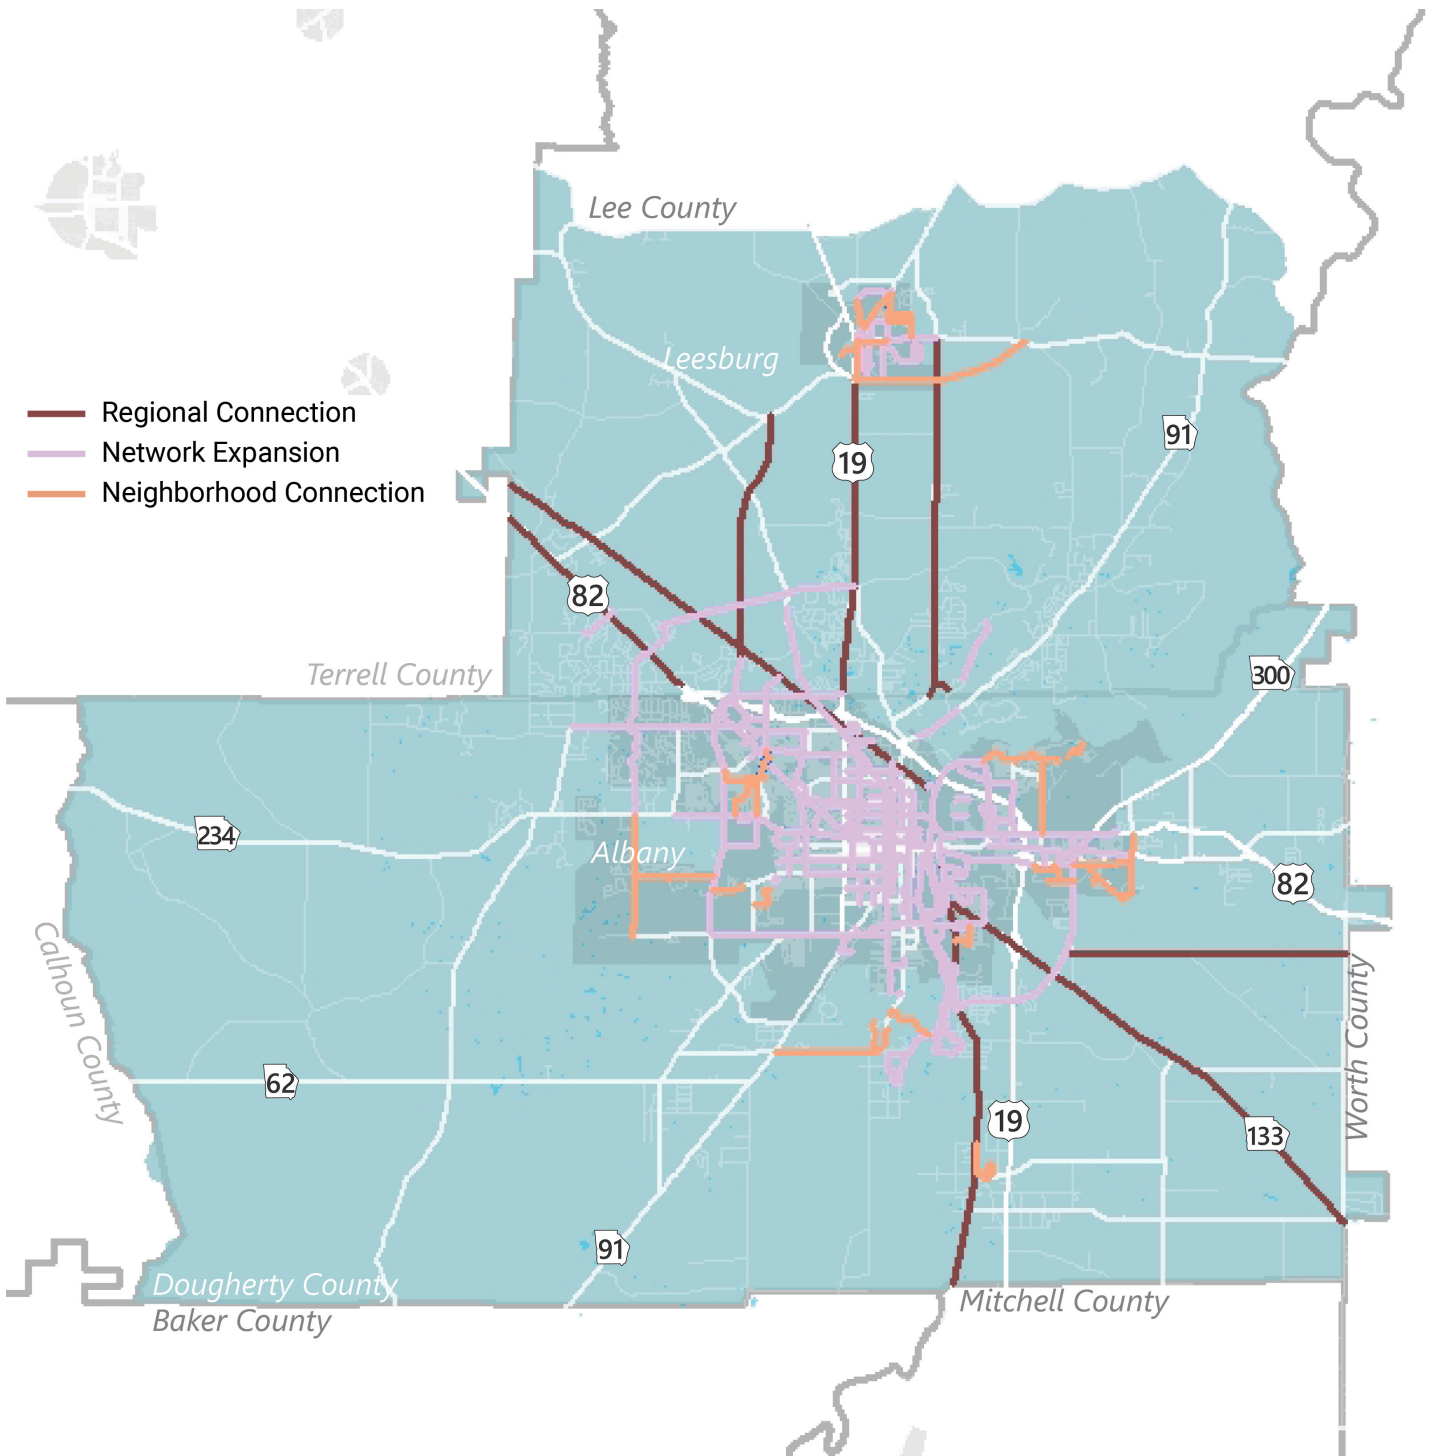 Lee County
Leesburg
Regional Connection
Network Expansion
Neighborhood Connection
91
19
82
Terrell County
300
234
Albany
82
Calhoun County
Worth County
62
19
133
91
Dougherty County
Baker County
Mitchell County